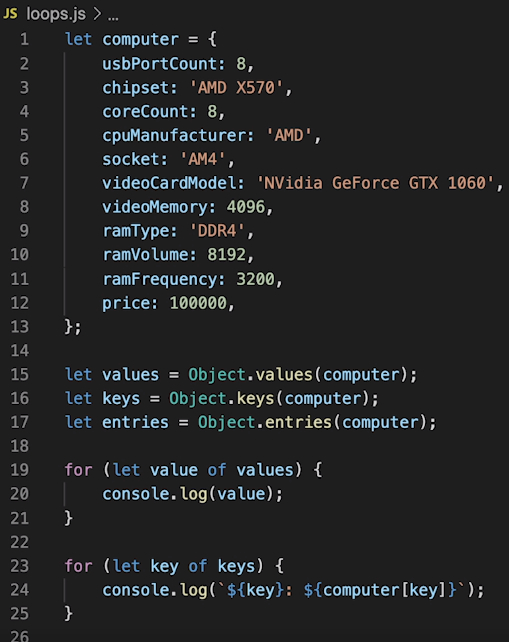 JS loops.js > ...
1 let computer = {
2 usbPortCount: 8,
3 chipset: 'AMD X570',
4 coreCount: 8,
5 cpuManufacturer: 'AMD',
6 socket: 'AM4',
7 videoCardModel: 'NVidia GeForce GTX 1060',
8 videoMemory: 4096,
9 ramType: 'DDR4',
10 ramVolume: 8192,
11 ramFrequency: 3200,
12 price: 100000,
13 };
14
15 let values = Object.values(computer);
16 let keys = Object.keys(computer);
17 let entries = Object.entries(computer);
18
19 for (let value of values) {
20 console.log(value);
21 }
22
23 for (let key of keys) {
24 console.log(`${key}: ${computer[key]}`);
25 }
26